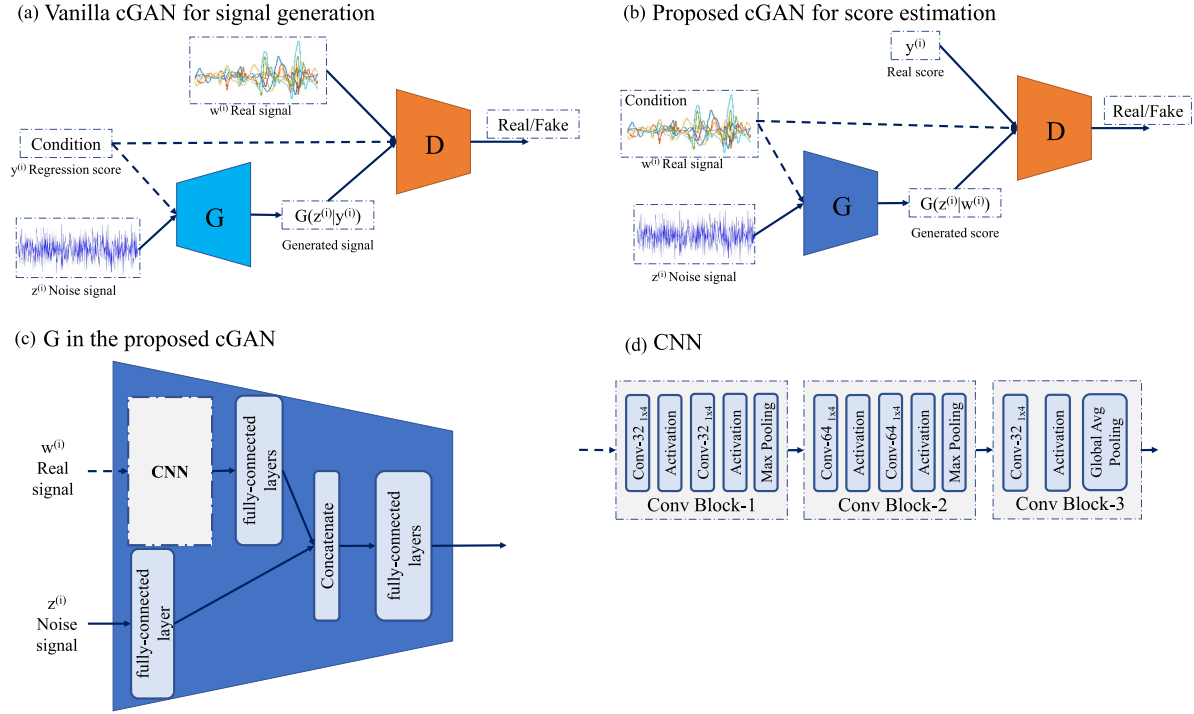 (a) Vanilla cGAN for signal generation
w⁽ⁱ⁾ Real signal
Condition
y⁽ⁱ⁾ Regression score
G
D
Real/Fake
G(z⁽ⁱ⁾|y⁽ⁱ⁾)
Generated signal
z⁽ⁱ⁾ Noise signal
(b) Proposed cGAN for score estimation
y⁽ⁱ⁾
Real score
Condition
w⁽ⁱ⁾ Real signal
G
D
Real/Fake
G(z⁽ⁱ⁾|w⁽ⁱ⁾)
Generated score
z⁽ⁱ⁾ Noise signal
(c) G in the proposed cGAN
w⁽ⁱ⁾
Real
signal
CNN
fully-connected
layers
z⁽ⁱ⁾
Noise
signal
fully-connected
layer
Concatenate
fully-connected
layers
(d) CNN
Conv-32 1x4
Activation
Conv-32 1x4
Activation
Max Pooling
Conv Block-1
Conv-64 1x4
Activation
Conv-64 1x4
Activation
Max Pooling
Conv Block-2
Conv-32 1x4
Activation
Global Avg
Pooling
Conv Block-3